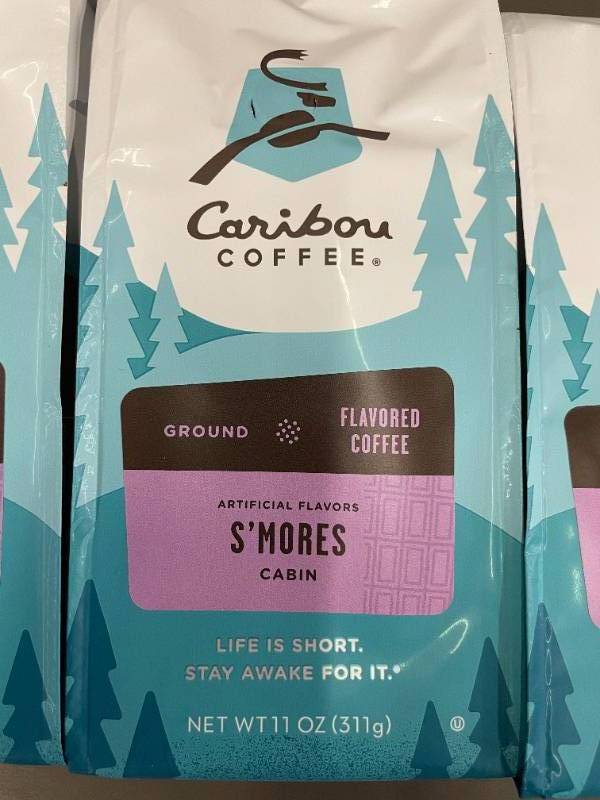 Caribou
COFFEE®
GROUND
FLAVORED
COFFEE
ARTIFICIAL FLAVORS
S'MORES
CABIN
LIFE IS SHORT.
STAY AWAKE FOR IT.®
NET WT 11 OZ (311g)
U